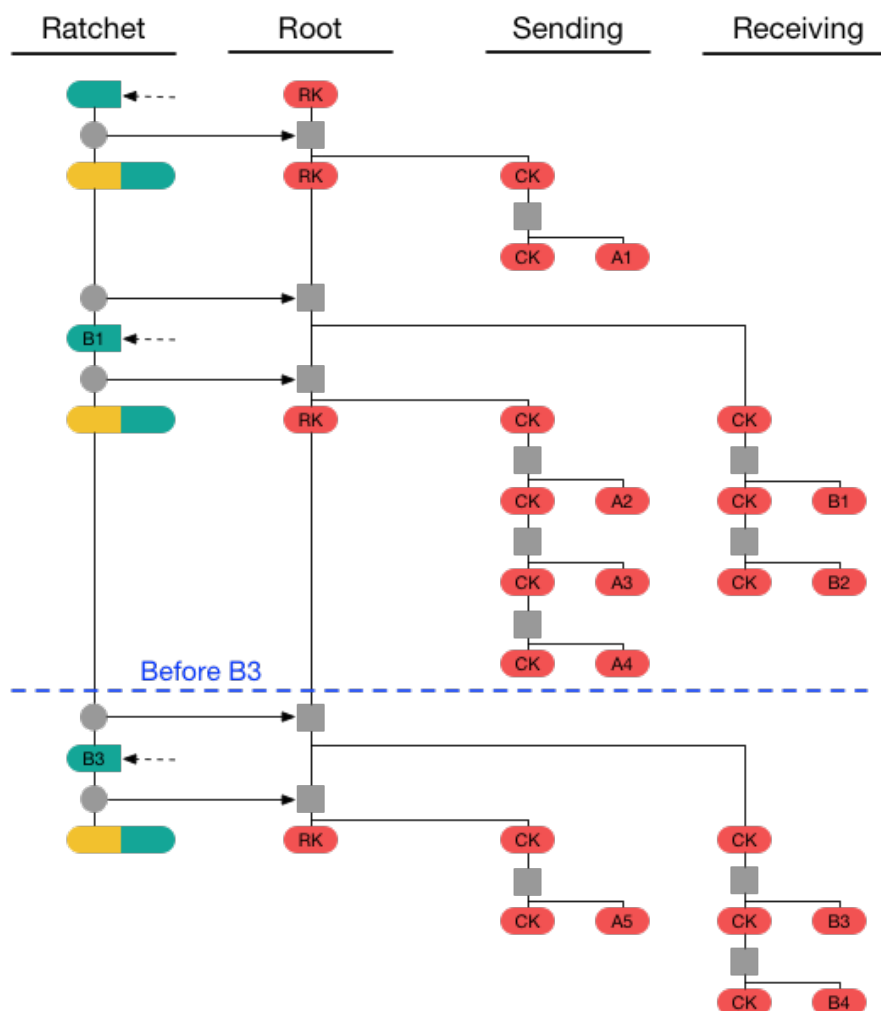 Ratchet Root Sending Receiving
RK
RK CK
CK A1
B1
RK CK CK
CK A2 CK B1
CK A3 CK B2
CK A4
Before B3
B3
RK CK CK
CK A5 CK B3
CK B4